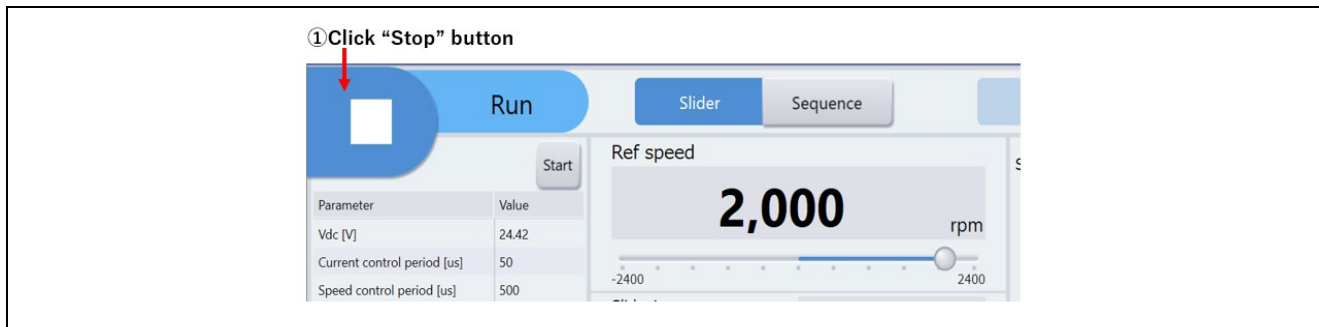 ①Click “Stop” button
Run
Slider
Sequence
Start
Ref speed
2,000
rpm
-2400
2400
Parameter Value
Vdc [V] 24.42
Current control period [us] 50
Speed control period [us] 500